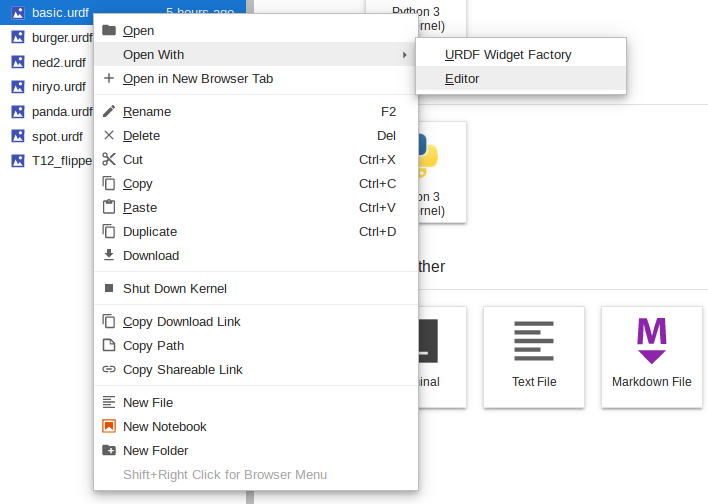 basic.urdf 5 hours ago
burger.urdf
ned2.urdf
niryo.urdf
panda.urdf
spot.urdf
T12_flippe
Open
Open With
Open in New Browser Tab
Rename F2
Delete Del
Cut Ctrl+X
Copy Ctrl+C
Paste Ctrl+V
Duplicate Ctrl+D
Download
Shut Down Kernel
Copy Download Link
Copy Path
Copy Shareable Link
New File
New Notebook
New Folder
Shift+Right Click for Browser Menu
URDF Widget Factory
Editor
Python 3
ernel)
on 3
rnel)
ther
inal
Text File
Markdown File